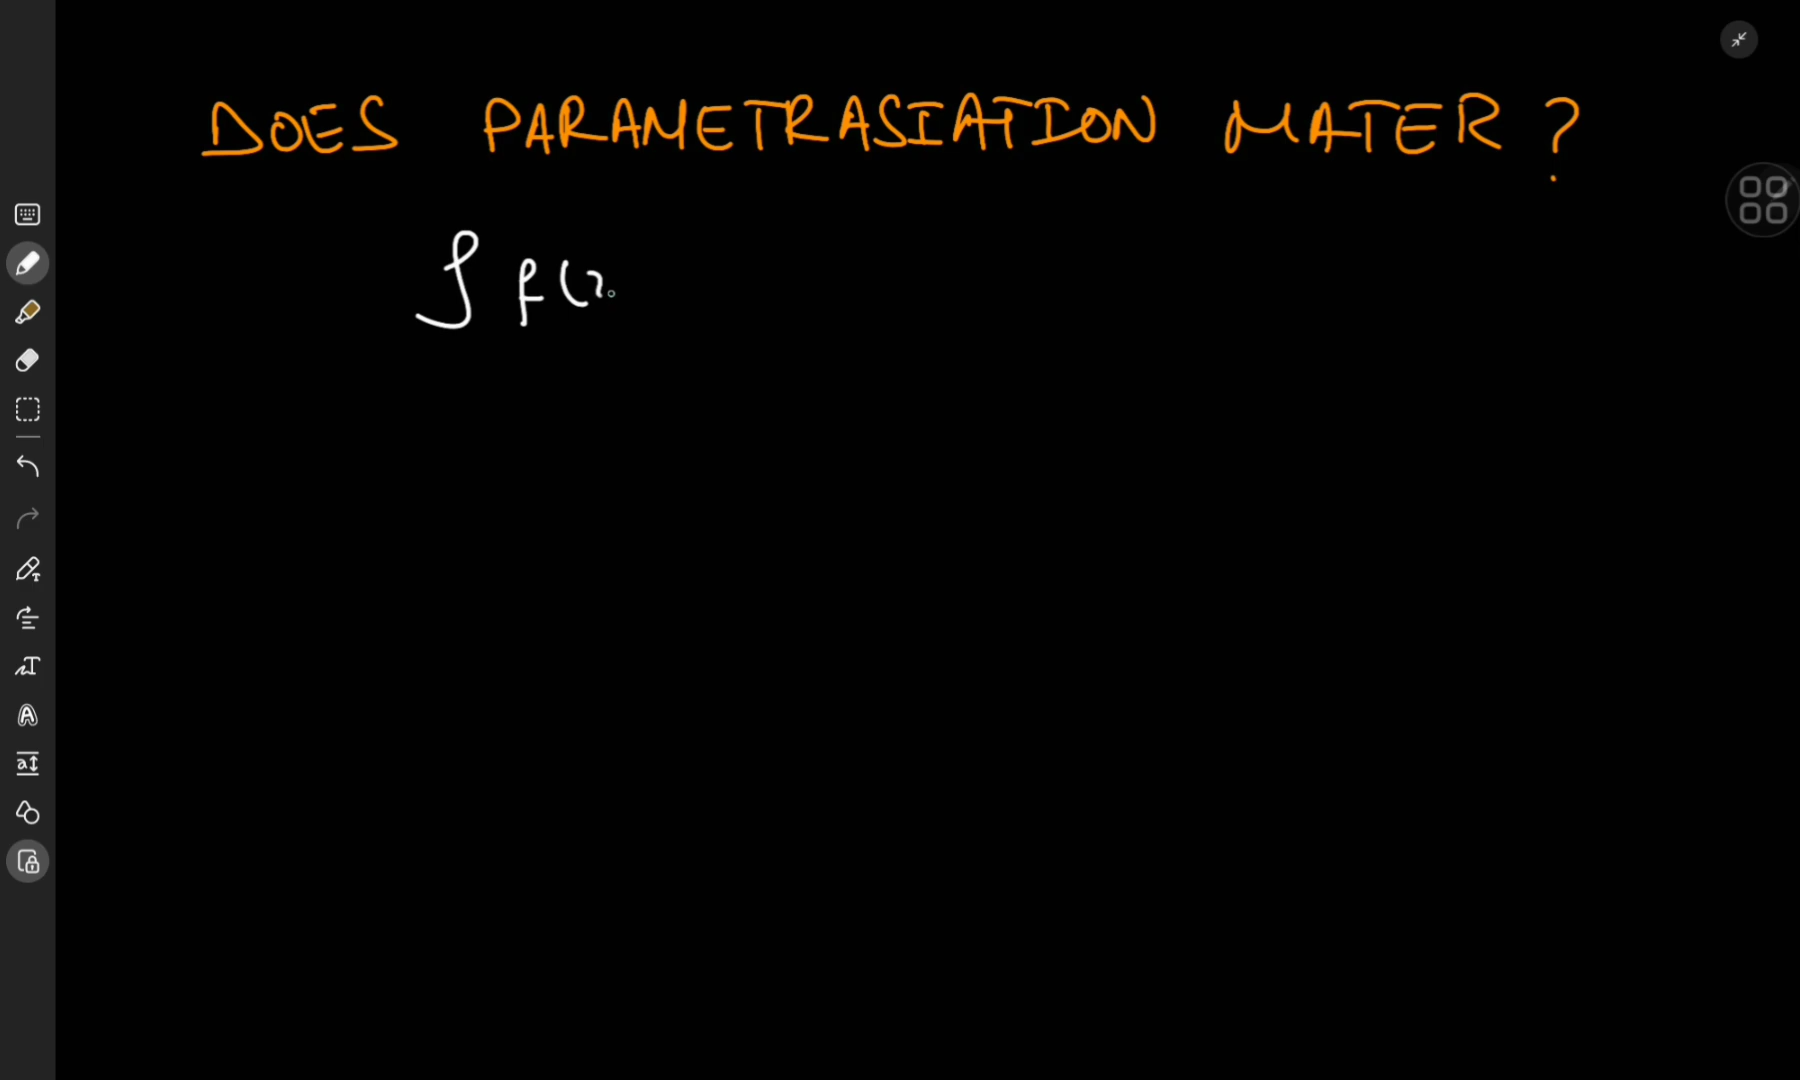 DOES PARAMETRASIATION MATER?
∫ f(